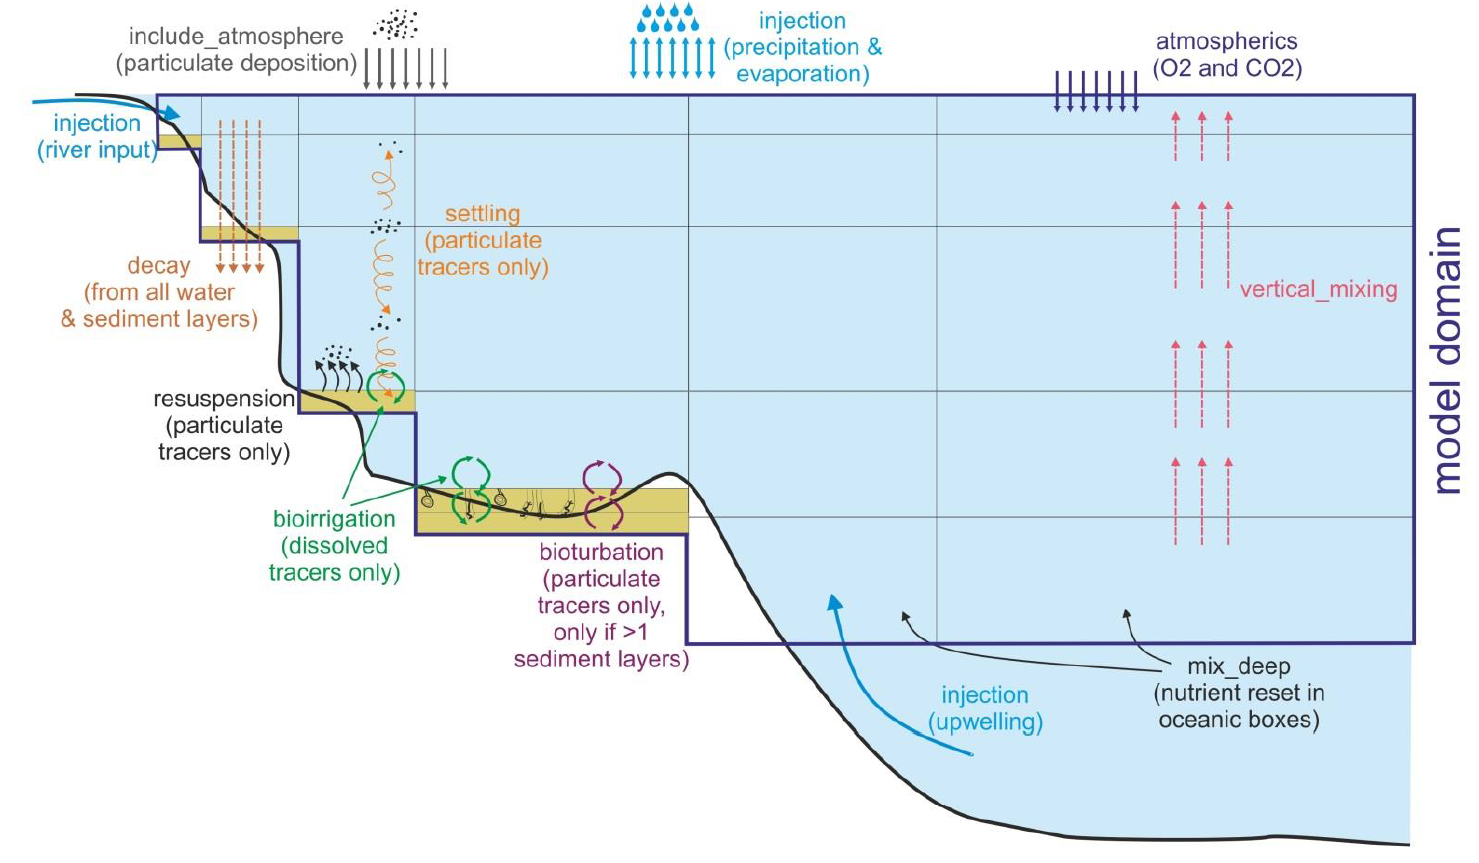 include_atmosphere
(particulate deposition)
injection
(precipitation &
evaporation)
atmospherics
(O2 and CO2)
injection
(river input)
settling
(particulate
tracers only)
decay
(from all water
& sediment layers)
vertical_mixing
model domain
resuspension
(particulate
tracers only)
bioirrigation
(dissolved
tracers only)
bioturbation
(particulate
tracers only,
only if >1
sediment layers)
injection
(upwelling)
mix_deep
(nutrient reset in
oceanic boxes)